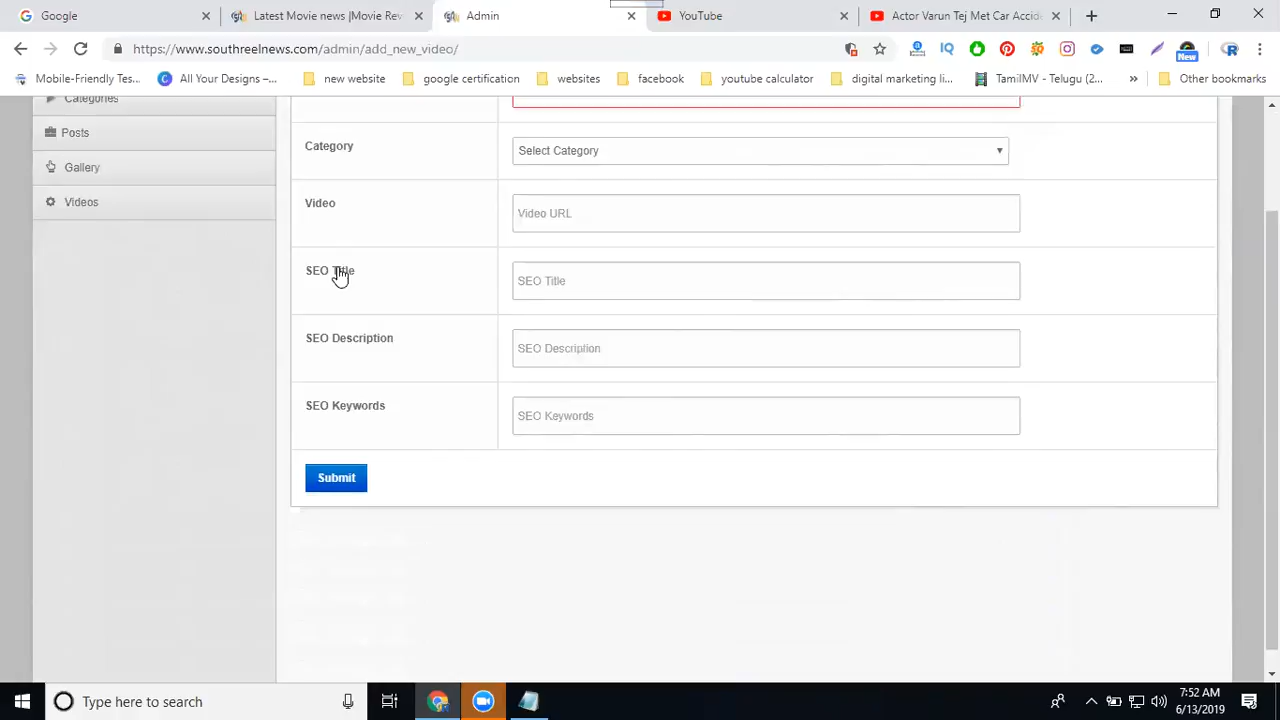 Google
Latest Movie news |Movie Ra
Admin
YouTube
Actor Varun Tej Met Car Accid
https://www.southreelnews.com/admin/add_new_video/
New
Mobile-Friendly Tes...
All Your Designs –...
new website
google certification
websites
facebook
youtube calculator
digital marketing li...
TamilMV - Telugu (2...
»
Other bookmarks
Categories
Posts
Gallery
Videos
Category
Select Category
Video
Video URL
SEO Title
SEO Title
SEO Description
SEO Description
SEO Keywords
SEO Keywords
Submit
Type here to search
7:52 AM
6/13/2019